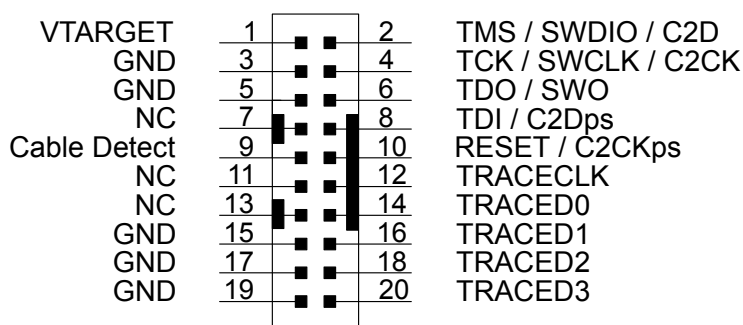 VTARGET 1 2 TMS / SWDIO / C2D
GND 3 4 TCK / SWCLK / C2CK
GND 5 6 TDO / SWO
NC 7 8 TDI / C2Dps
Cable Detect 9 10 RESET / C2CKps
NC 11 12 TRACECLK
NC 13 14 TRACED0
GND 15 16 TRACED1
GND 17 18 TRACED2
GND 19 20 TRACED3